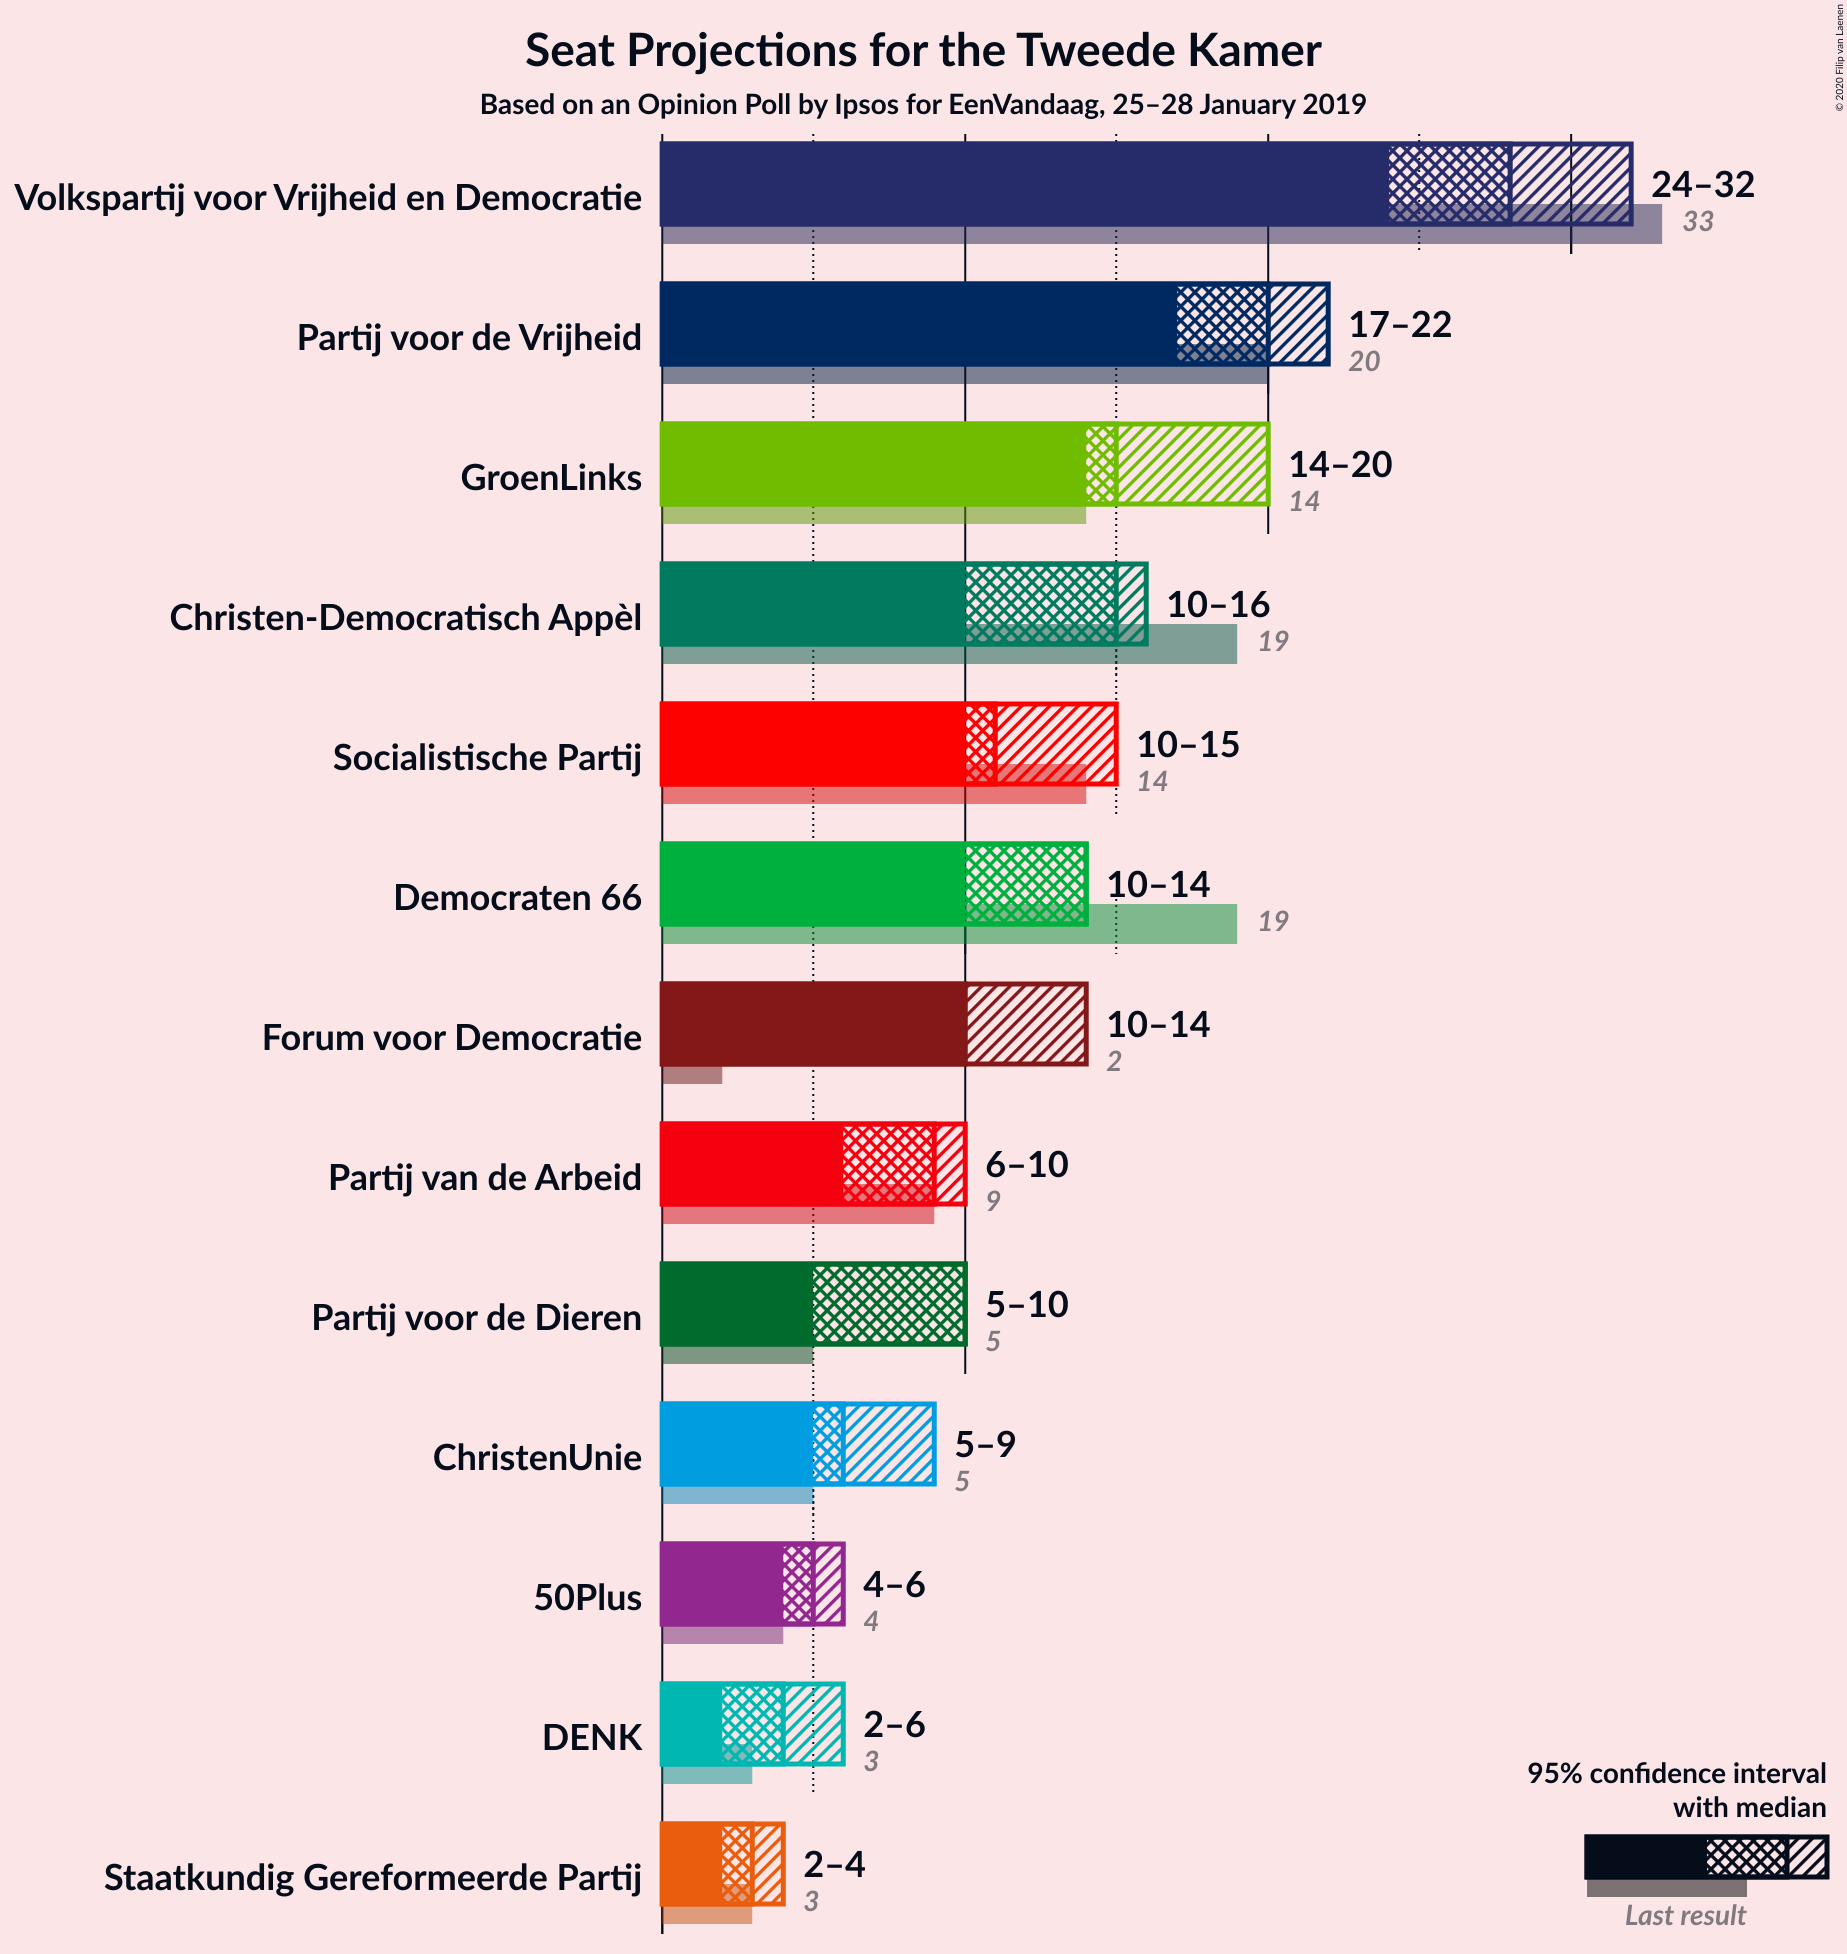 Seat Projections for the Tweede Kamer
Based on an Opinion Poll by Ipsos for EenVandaag, 25–28 January 2019
© 2020 Filip van Laenen
Volkspartij voor Vrijheid en Democratie
24–32
33
Partij voor de Vrijheid
17–22
20
GroenLinks
14–20
14
Christen-Democratisch Appèl
10–16
19
Socialistische Partij
10–15
14
Democraten 66
10–14
19
Forum voor Democratie
10–14
2
Partij van de Arbeid
6–10
9
Partij voor de Dieren
5–10
5
ChristenUnie
5–9
5
50Plus
4–6
4
DENK
2–6
3
Staatkundig Gereformeerde Partij
2–4
3
95% confidence interval
with median
Last result